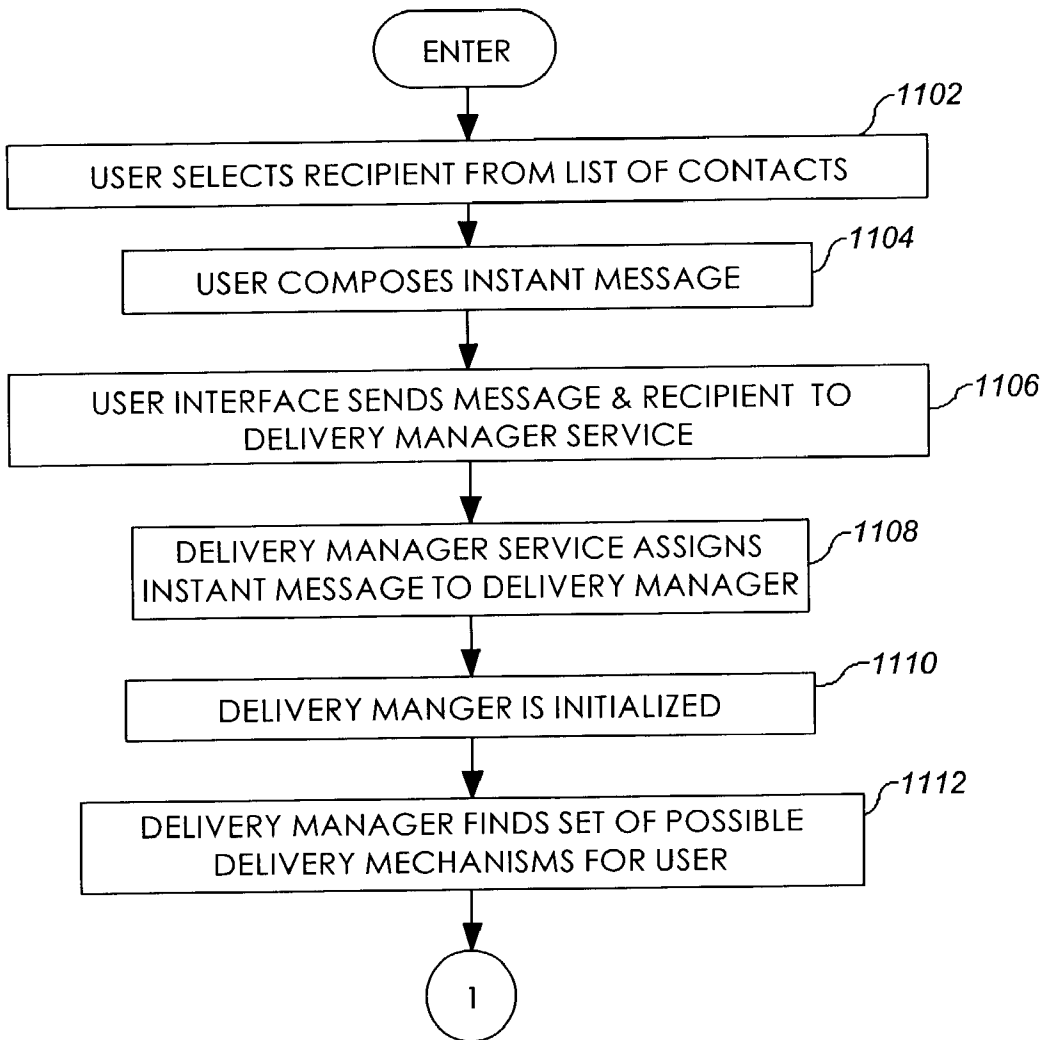 ENTER
1102
USER SELECTS RECIPIENT FROM LIST OF CONTACTS
1104
USER COMPOSES INSTANT MESSAGE
1106
USER INTERFACE SENDS MESSAGE & RECIPIENT TO
DELIVERY MANAGER SERVICE
1108
DELIVERY MANAGER SERVICE ASSIGNS
INSTANT MESSAGE TO DELIVERY MANAGER
1110
DELIVERY MANGER IS INITIALIZED
1112
DELIVERY MANAGER FINDS SET OF POSSIBLE
DELIVERY MECHANISMS FOR USER
1